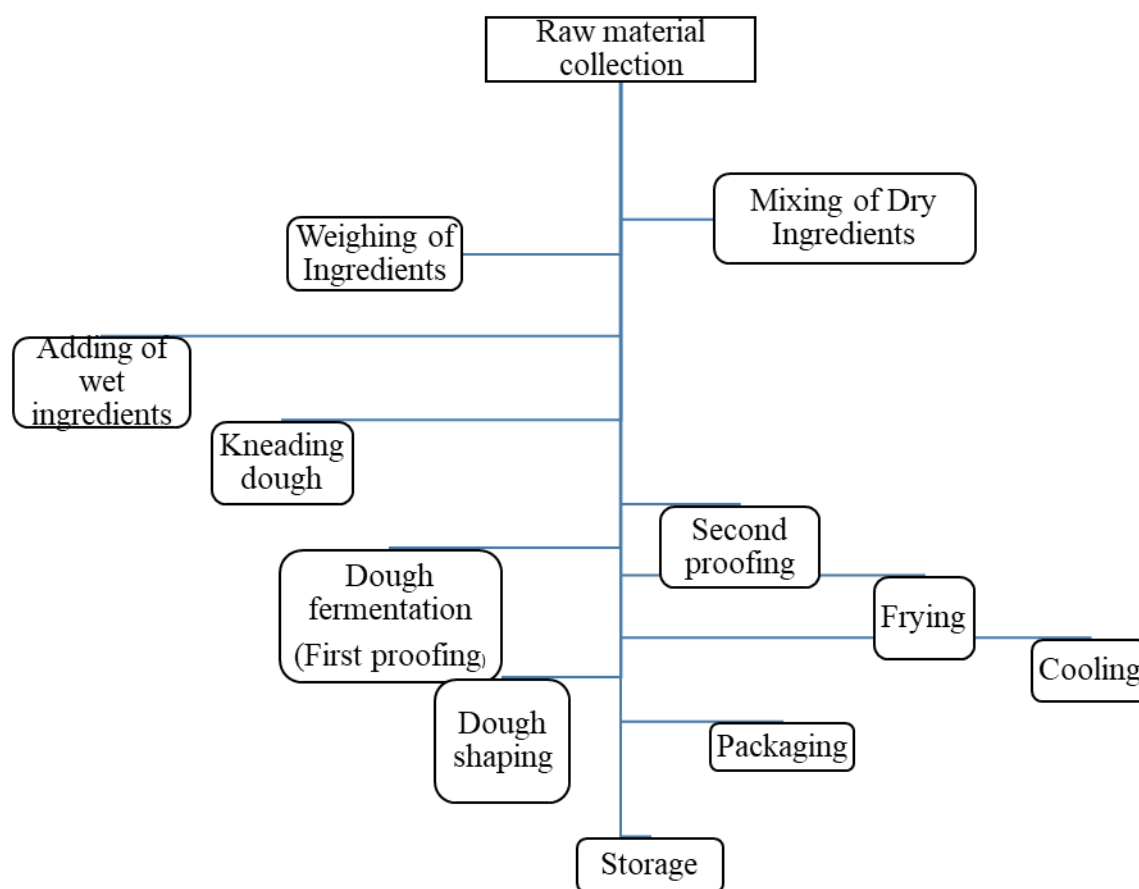 Raw material
collection
Mixing of Dry
Ingredients
Weighing of
Ingredients
Adding of
wet
ingredients
Kneading
dough
Second
proofing
Dough
fermentation
(First proofing)
Frying
Cooling
Dough
shaping
Packaging
Storage